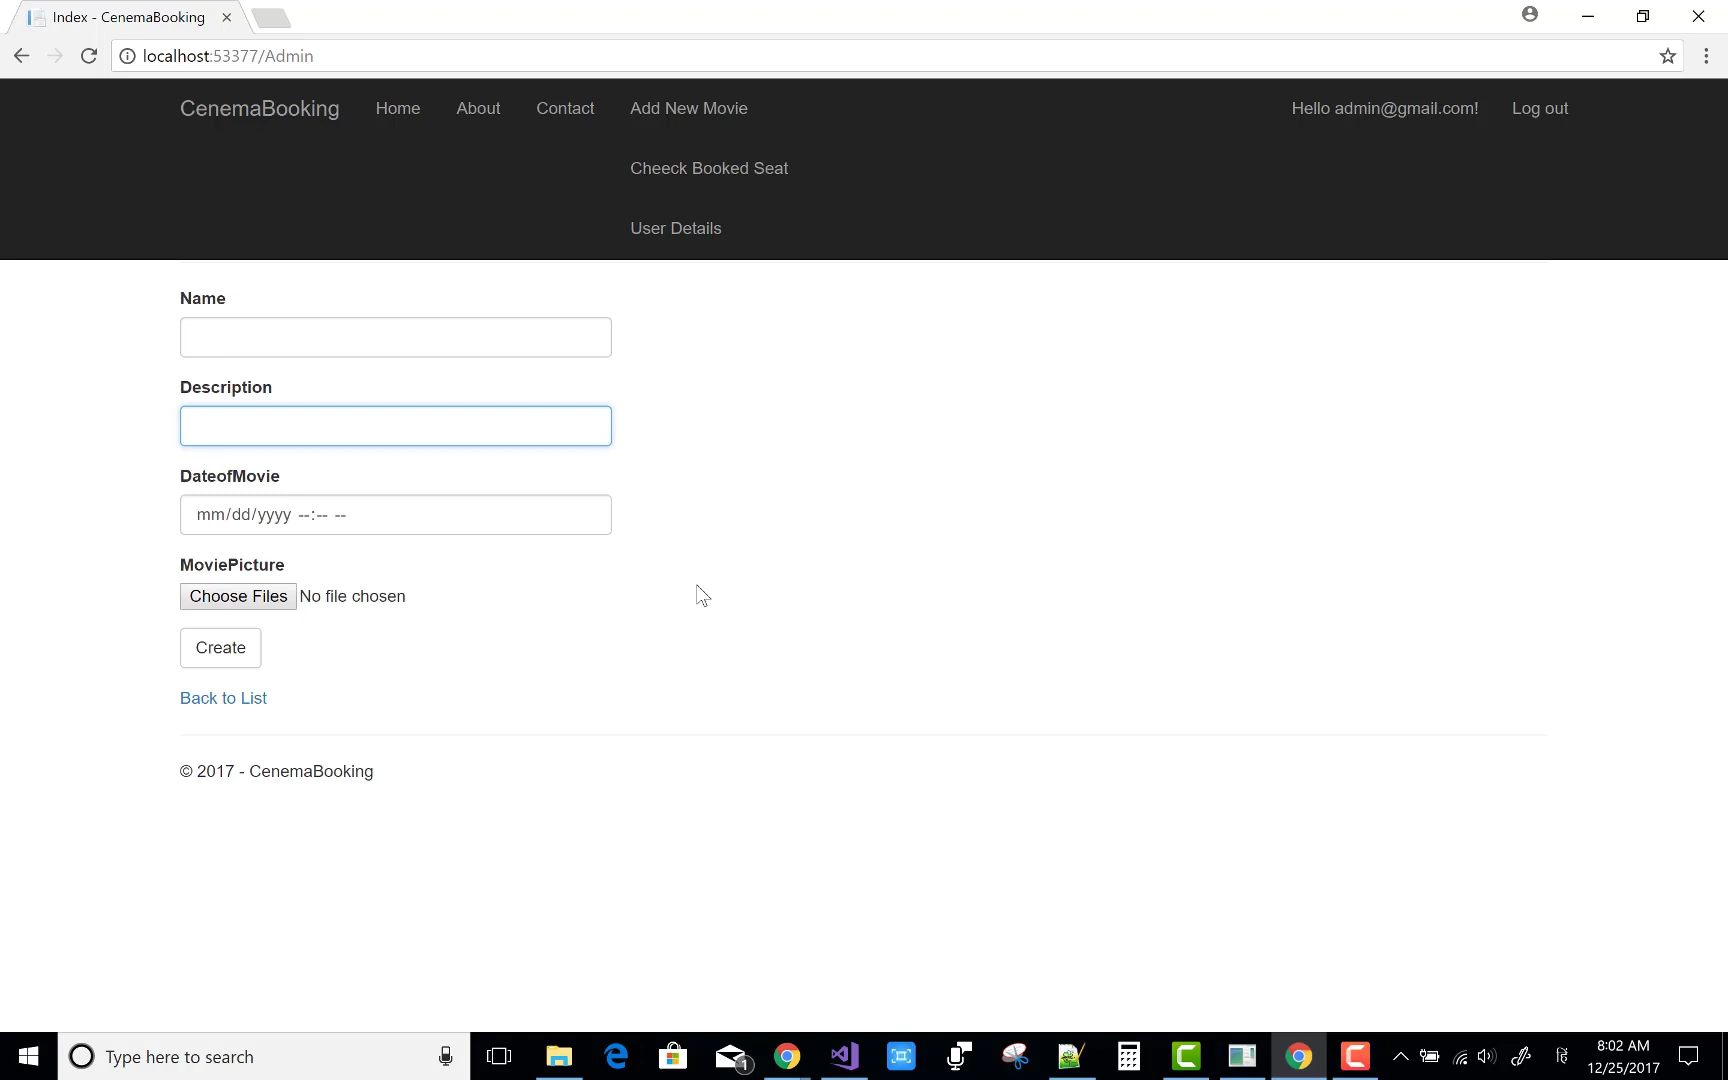 Index - CenemaBooking
localhost:53377/Admin
CenemaBooking Home About Contact Add New Movie Hello admin@gmail.com! Log out
Cheeck Booked Seat
User Details
Name
Description
DateofMovie
mm/dd/yyyy --:-- --
MoviePicture
Choose Files No file chosen
Create
Back to List
© 2017 - CenemaBooking
Type here to search
1
8:02 AM
12/25/2017